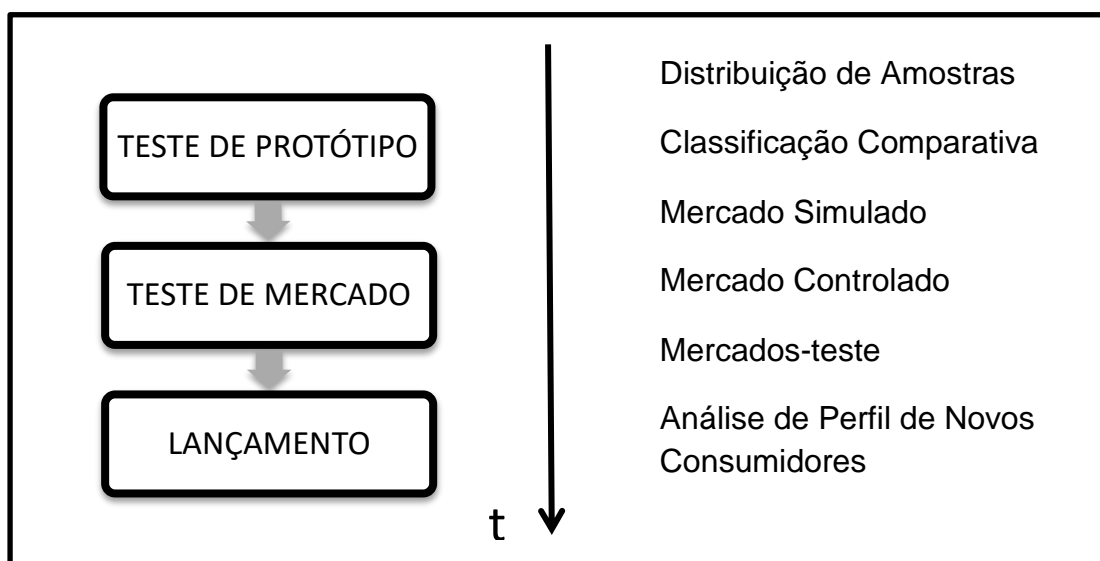 TESTE DE PROTÓTIPO
TESTE DE MERCADO
LANÇAMENTO
t
Distribuição de Amostras
Classificação Comparativa
Mercado Simulado
Mercado Controlado
Mercados-teste
Análise de Perfil de Novos
Consumidores